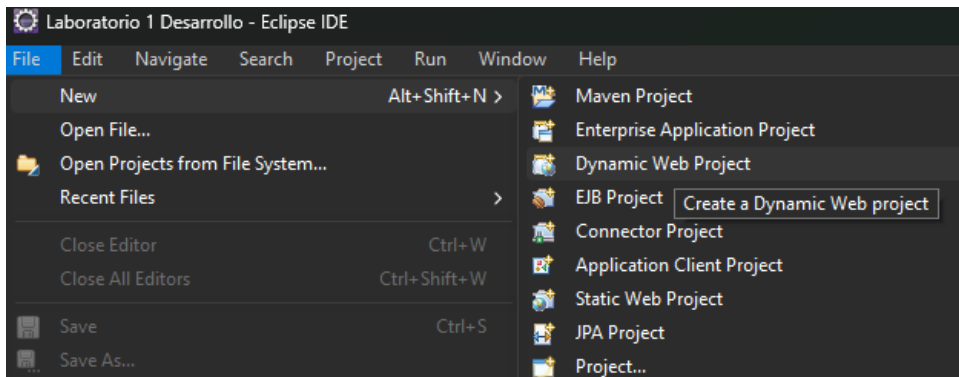 Laboratorio 1 Desarrollo - Eclipse IDE
File Edit Navigate Search Project Run Window Help
New Alt+Shift+N >
Open File...
Open Projects from File System...
Recent Files >
Close Editor Ctrl+W
Close All Editors Ctrl+Shift+W
Save Ctrl+S
Save As...
Maven Project
Enterprise Application Project
Dynamic Web Project
EJB Project
Create a Dynamic Web project
Connector Project
Application Client Project
Static Web Project
JPA Project
Project...